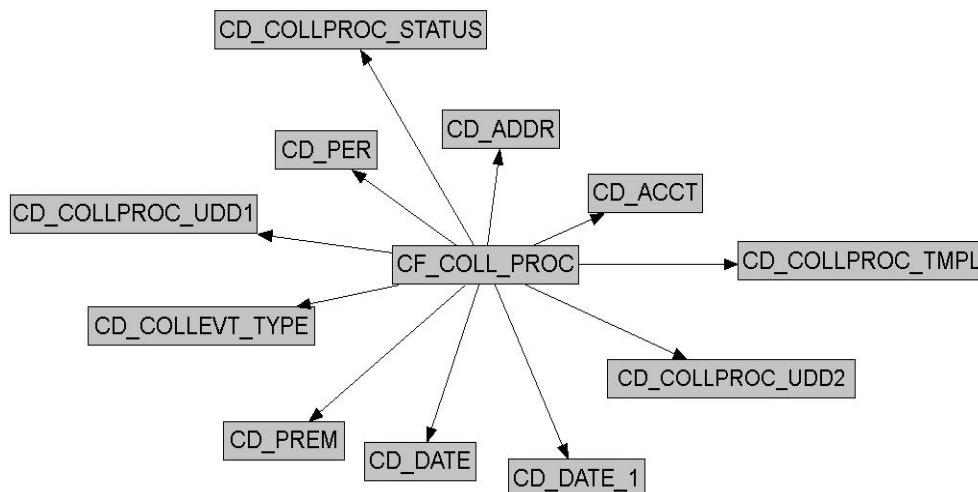 CD_COLLPROC_STATUS
CD_ADDR
CD_PER
CD_ACCT
CD_COLLPROC_UDD1
CF_COLL_PROC
CD_COLLPROC_TMPL
CD_COLLEVT_TYPE
CD_COLLPROC_UDD2
CD_PREM
CD_DATE
CD_DATE_1